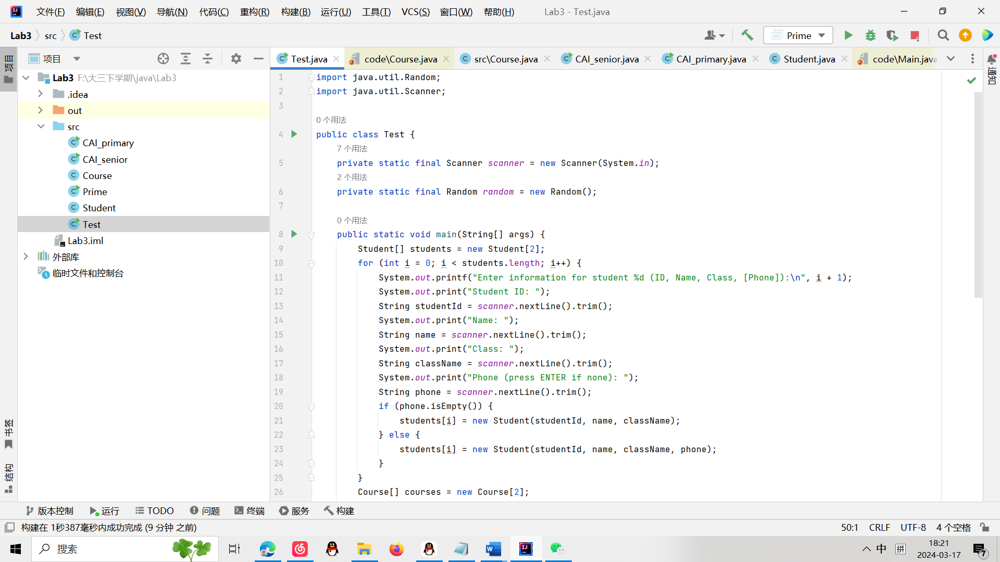 文件(F) 编辑(E) 视图(V) 导航(N) 代码(C) 重构(R) 构建(B) 运行(U) 工具(T) VCS(S) 窗口(W) 帮助(H) Lab3 - Test.java
Lab3 src Test
Prime
2
项目
项目
Test.java code\Course.java src\Course.java CAI_senior.java CAI_primary.java Student.java code\Main.java
通知
Lab3 F:\大三下学期\java\Lab3
.idea
out
src
CAI_primary
CAI_senior
Course
Prime
Student
Test
Lab3.iml
外部库
临时文件和控制台
书签
结构
1 import java.util.Random;
2 import java.util.Scanner;
3
0 个用法
4 public class Test {
7 个用法
5 private static final Scanner scanner = new Scanner(System.in);
2 个用法
6 private static final Random random = new Random();
7
0 个用法
8 public static void main(String[] args) {
9 Student[] students = new Student[2];
10 for (int i = 0; i < students.length; i++) {
11 System.out.printf("Enter information for student %d (ID, Name, Class, [Phone]):\n", i + 1);
12 System.out.print("Student ID: ");
13 String studentId = scanner.nextLine().trim();
14 System.out.print("Name: ");
15 String name = scanner.nextLine().trim();
16 System.out.print("Class: ");
17 String className = scanner.nextLine().trim();
18 System.out.print("Phone (press ENTER if none): ");
19 String phone = scanner.nextLine().trim();
20 if (phone.isEmpty()) {
21 students[i] = new Student(studentId, name, className);
22 } else {
23 students[i] = new Student(studentId, name, className, phone);
24 }
25 }
26 Course[] courses = new Course[2];
版本控制 运行 TODO 问题 终端 服务 构建
构建在 1秒387毫秒内成功完成 (9 分钟 之前) 50:1 CRLF UTF-8 4 个空格
搜索
中 拼
18:21
2024-03-17
7